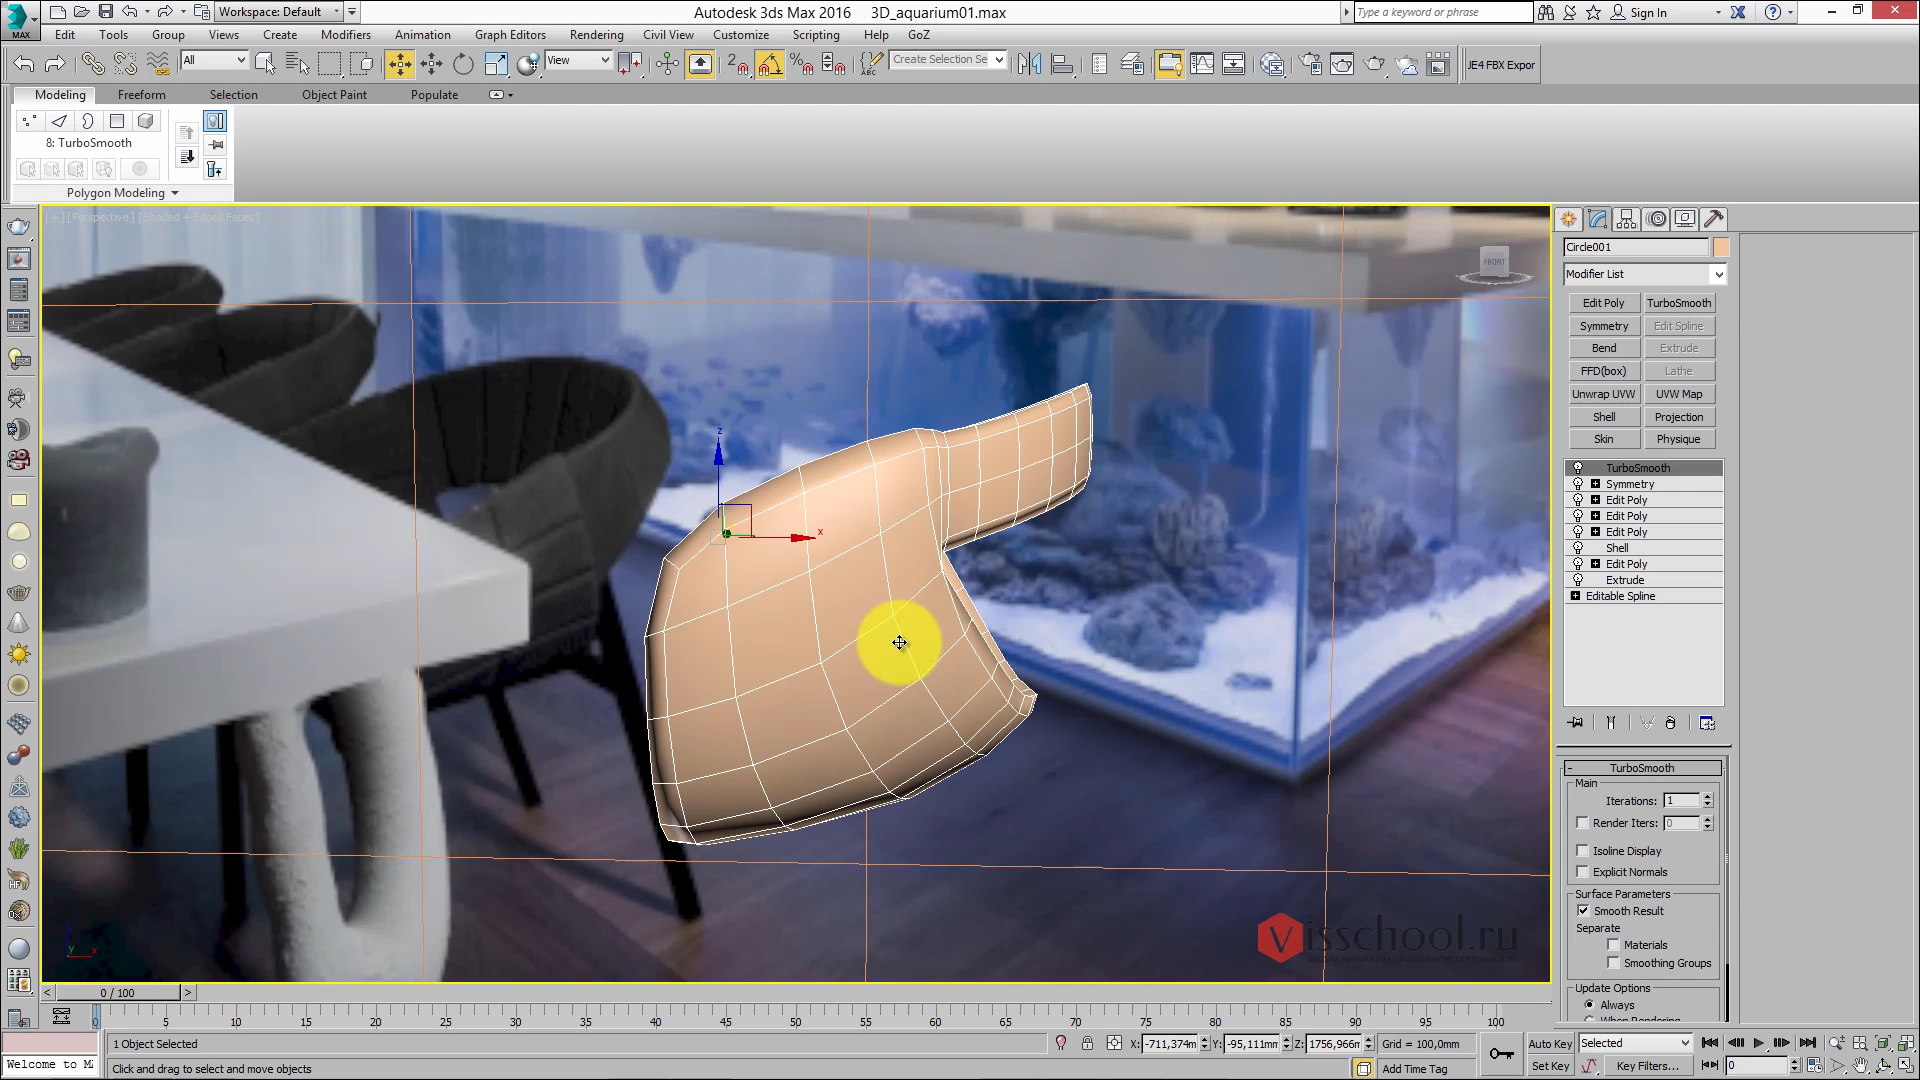 Workspace: Default
Autodesk 3ds Max 2016 3D_aquarium01.max
Type a keyword or phrase
Sign In
MAX
Edit Tools Group Views Create Modifiers Animation Graph Editors Rendering Civil View Customize Scripting Help GoZ
All
View
Create Selection Se
JE4 FBX Expor
Modeling Freeform Selection Object Paint Populate
8: TurboSmooth
Polygon Modeling
[+] [Perspective] [Shaded + Edged Faces]
FRONT
z
x
Visschool.ru
Circle001
Modifier List
Edit Poly TurboSmooth
Symmetry Edit Spline
Bend Extrude
FFD(box) Lathe
Unwrap UVW UVW Map
Shell Projection
Skin Physique
TurboSmooth
Symmetry
Edit Poly
Edit Poly
Edit Poly
Shell
Edit Poly
Extrude
Editable Spline
- TurboSmooth
Main
Iterations: 1
Render Iters: 0
Isoline Display
Explicit Normals
Surface Parameters
Smooth Result
Separate
Materials
Smoothing Groups
Update Options
Always
When Rendering
< 0 / 100 >
0 5 10 15 20 25 30 35 40 45 50 55 60 65 70 75 80 85 90 95 100
1 Object Selected
X: -711,374m Y: -95,111mm Z: 1756,966m Grid = 100,0mm
Auto Key Selected
Welcome to M
Click and drag to select and move objects
Add Time Tag
Set Key Key Filters... 0